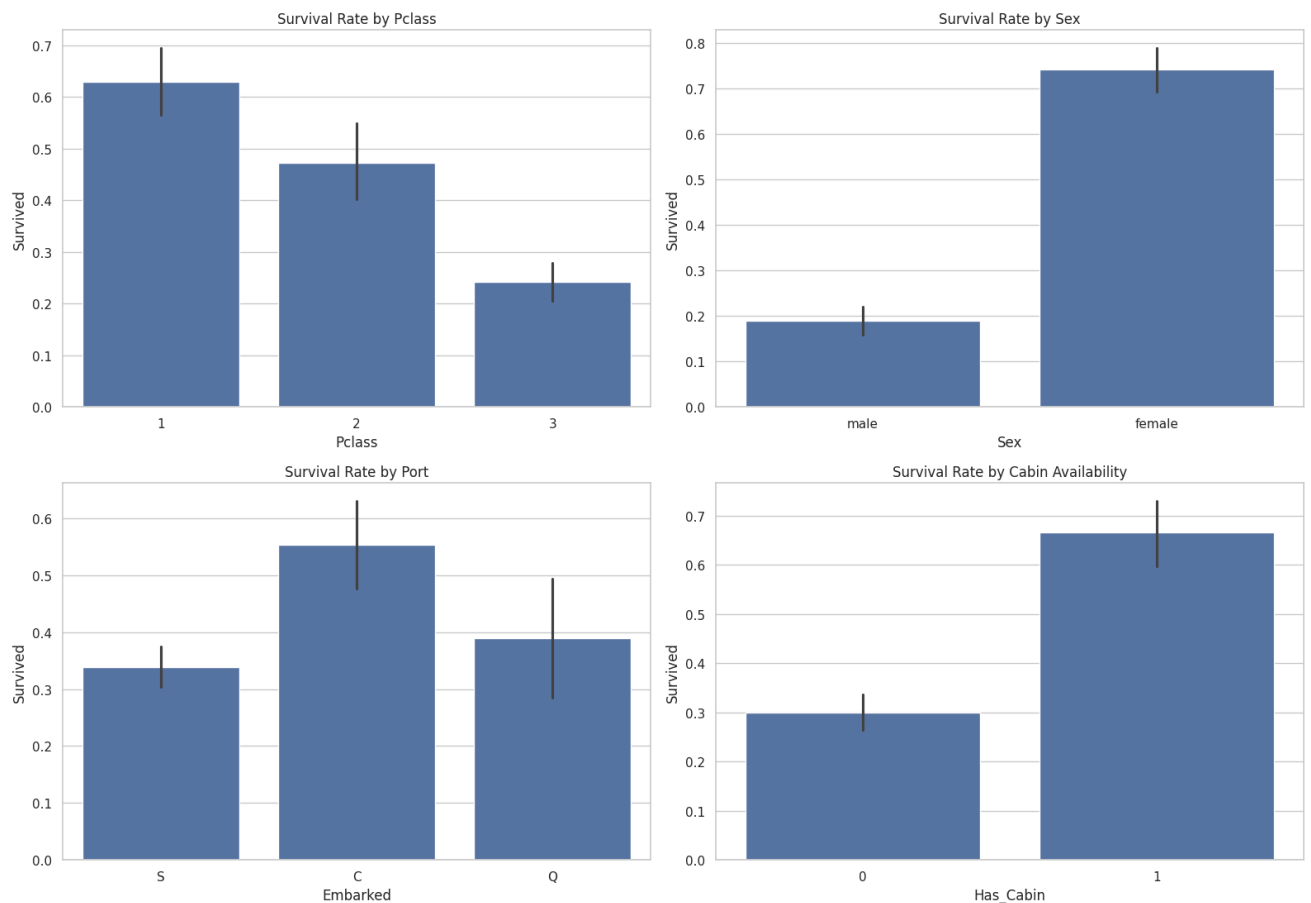 Survival Rate by Pclass
Survived
0.7
0.6
0.5
0.4
0.3
0.2
0.1
0.0
1 2 3
Pclass
Survival Rate by Sex
Survived
0.8
0.7
0.6
0.5
0.4
0.3
0.2
0.1
0.0
male female
Sex
Survival Rate by Port
Survived
0.6
0.5
0.4
0.3
0.2
0.1
0.0
S C Q
Embarked
Survival Rate by Cabin Availability
Survived
0.7
0.6
0.5
0.4
0.3
0.2
0.1
0.0
0 1
Has_Cabin